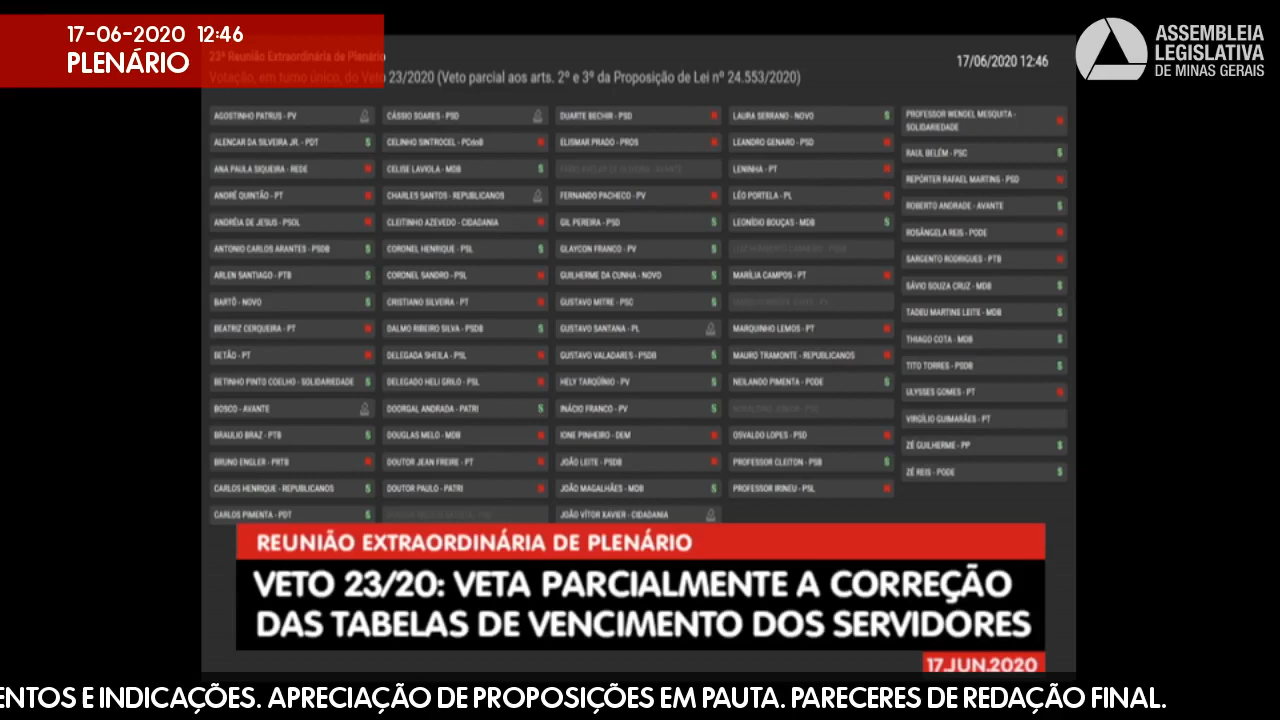 17-06-2020 12:46
PLENÁRIO
ASSEMBLEIA
LEGISLATIVA
DE MINAS GERAIS
23ª Reunião Extraordinária de Plenário
17/06/2020 12:46
Votação, em turno único, do Veto 23/2020 (Veto parcial aos arts. 2º e 3º da Proposição de Lei nº 24.553/2020)
AGOSTINHO PATRUS - PV
ALENCAR DA SILVEIRA JR. - PDT S
ANA PAULA SIQUEIRA - REDE N
ANDRÉ QUINTÃO - PT N
ANDRÉIA DE JESUS - PSOL N
ANTONIO CARLOS ARANTES - PSDB S
ARLEN SANTIAGO - PTB S
BARTÔ - NOVO S
BEATRIZ CERQUEIRA - PT N
BETÃO - PT N
BETINHO PINTO COELHO - SOLIDARIEDADE S
BOSCO - AVANTE
BRAULIO BRAZ - PTB S
BRUNO ENGLER - PRTB N
CARLOS HENRIQUE - REPUBLICANOS S
CARLOS PIMENTA - PDT S
CÁSSIO SOARES - PSD
CELINHO SINTROCEL - PCdoB N
CELISE LAVIOLA - MDB S
CHARLES SANTOS - REPUBLICANOS
CLEITINHO AZEVEDO - CIDADANIA N
CORONEL HENRIQUE - PSL S
CORONEL SANDRO - PSL N
CRISTIANO SILVEIRA - PT N
DALMO RIBEIRO SILVA - PSDB S
DELEGADA SHEILA - PSL N
DELEGADO HELI GRILO - PSL N
DOORGAL ANDRADA - PATRI S
DOUGLAS MELO - MDB N
DOUTOR JEAN FREIRE - PT N
DOUTOR PAULO - PATRI N
DUARTE BECHIR - PSD N
ELISMAR PRADO - PROS N
FERNANDO PACHECO - PV N
GIL PEREIRA - PSD S
GLAYCON FRANCO - PV S
GUILHERME DA CUNHA - NOVO S
GUSTAVO MITRE - PSC S
GUSTAVO SANTANA - PL
GUSTAVO VALADARES - PSDB S
HELY TARQÜÍNIO - PV S
INÁCIO FRANCO - PV S
IONE PINHEIRO - DEM N
JOÃO LEITE - PSDB N
JOÃO MAGALHÃES - MDB S
JOÃO VÍTOR XAVIER - CIDADANIA
LAURA SERRANO - NOVO S
LEANDRO GENARO - PSD N
LENINHA - PT N
LÉO PORTELA - PL N
LEONÍDIO BOUÇAS - MDB S
MARÍLIA CAMPOS - PT N
MARQUINHO LEMOS - PT N
MAURO TRAMONTE - REPUBLICANOS N
NEILANDO PIMENTA - PODE S
OSVALDO LOPES - PSD N
PROFESSOR CLEITON - PSB S
PROFESSOR IRINEU - PSL N
PROFESSOR WENDEL MESQUITA -
SOLIDARIEDADE N
RAUL BELÉM - PSC S
REPÓRTER RAFAEL MARTINS - PSD N
ROBERTO ANDRADE - AVANTE S
ROSÂNGELA REIS - PODE N
SARGENTO RODRIGUES - PTB N
SÁVIO SOUZA CRUZ - MDB S
TADEU MARTINS LEITE - MDB S
THIAGO COTA - MDB S
TITO TORRES - PSDB S
ULYSSES GOMES - PT N
VIRGÍLIO GUIMARÃES - PT
ZÉ GUILHERME - PP S
ZÉ REIS - PODE S
REUNIÃO EXTRAORDINÁRIA DE PLENÁRIO
VETO 23/20: VETA PARCIALMENTE A CORREÇÃO
DAS TABELAS DE VENCIMENTO DOS SERVIDORES
17.JUN.2020
ENTOS E INDICAÇÕES. APRECIAÇÃO DE PROPOSIÇÕES EM PAUTA. PARECERES DE REDAÇÃO FINAL.